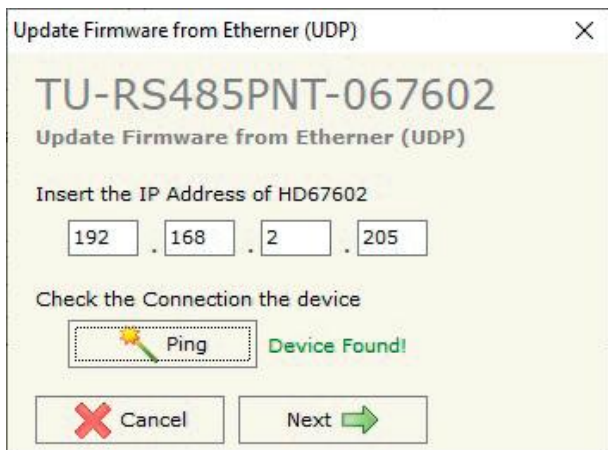 Update Firmware from Etherner (UDP)
TU-RS485PNT-067602
Update Firmware from Etherner (UDP)
Insert the IP Address of HD67602
192 . 168 . 2 . 205
Check the Connection the device
Ping Device Found!
Cancel Next